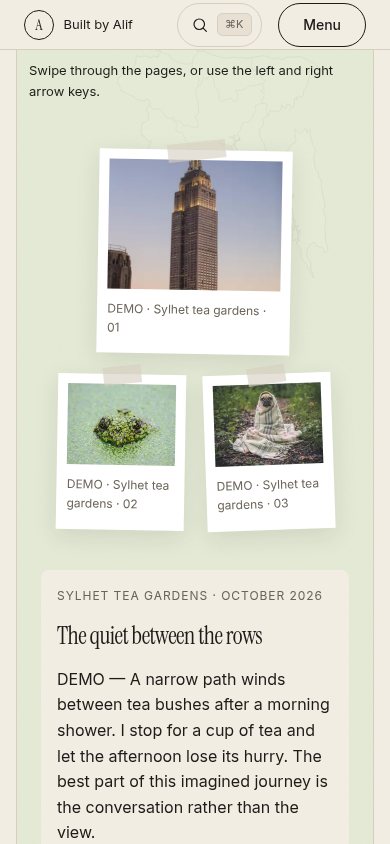 A Built by Alif ⌘K Menu
Swipe through the pages, or use the left and right
arrow keys.
DEMO · Sylhet tea gardens ·
01
DEMO · Sylhet tea
gardens · 02
DEMO · Sylhet tea
gardens · 03
SYLHET TEA GARDENS · OCTOBER 2026
The quiet between the rows
DEMO — A narrow path winds
between tea bushes after a morning
shower. I stop for a cup of tea and
let the afternoon lose its hurry. The
best part of this imagined journey is
the conversation rather than the
view.